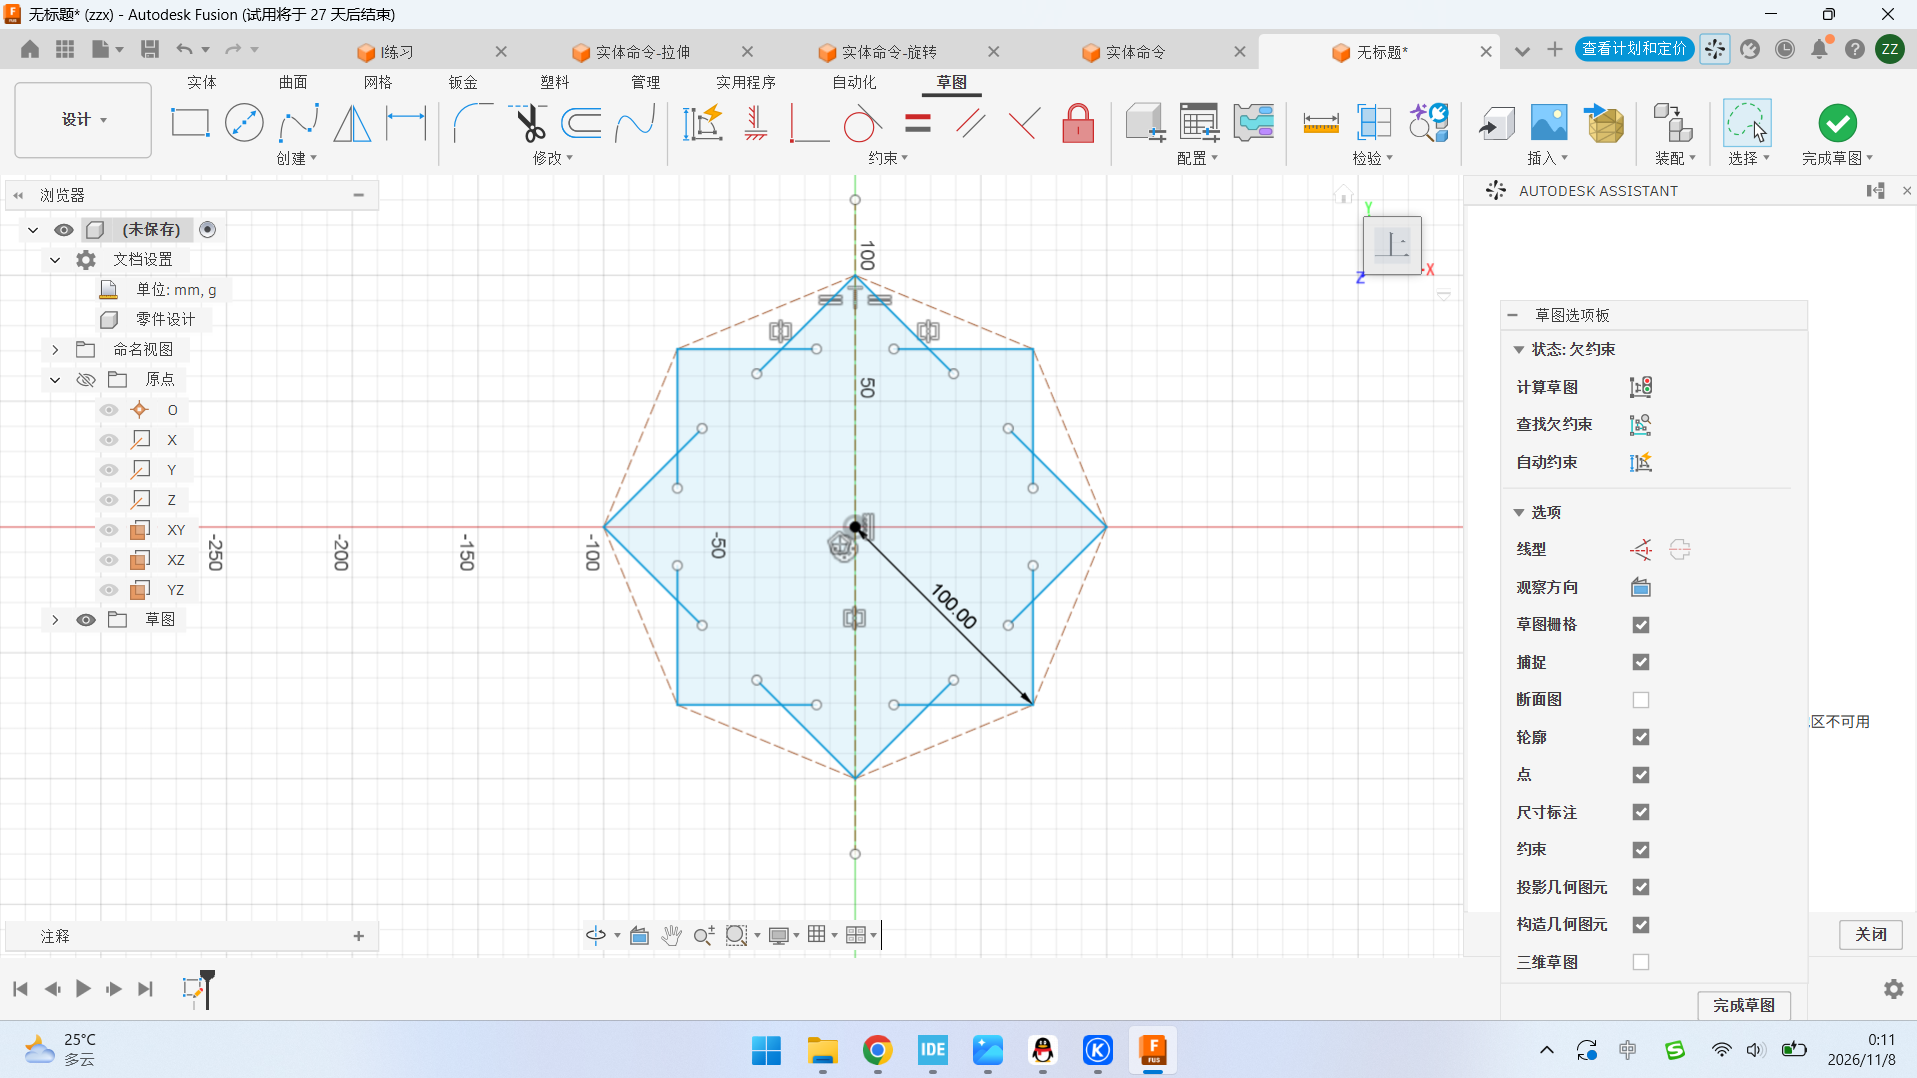 无标题* (zzx) - Autodesk Fusion (试用将于 27 天后结束)
I练习
实体命令-拉伸
实体命令-旋转
实体命令
无标题*
查看计划和定价
ZZ
实体
曲面
网格
钣金
塑料
管理
实用程序
自动化
草图
设计
创建
修改
约束
配置
检验
插入
装配
选择
完成草图
浏览器
(未保存)
文档设置
单位: mm, g
零件设计
命名视图
原点
O
X
Y
Z
XY
XZ
YZ
草图
注释
100
50
-50
-100
-150
-200
-250
100.00
Y
X
Z
AUTODESK ASSISTANT
区不可用
关闭
草图选项板
状态: 欠约束
计算草图
查找欠约束
自动约束
选项
线型
观察方向
草图栅格
捕捉
断面图
轮廓
点
尺寸标注
约束
投影几何图元
构造几何图元
三维草图
完成草图
25°C
多云
IDE
K
F
FUS
中
S
0:11
2026/11/8